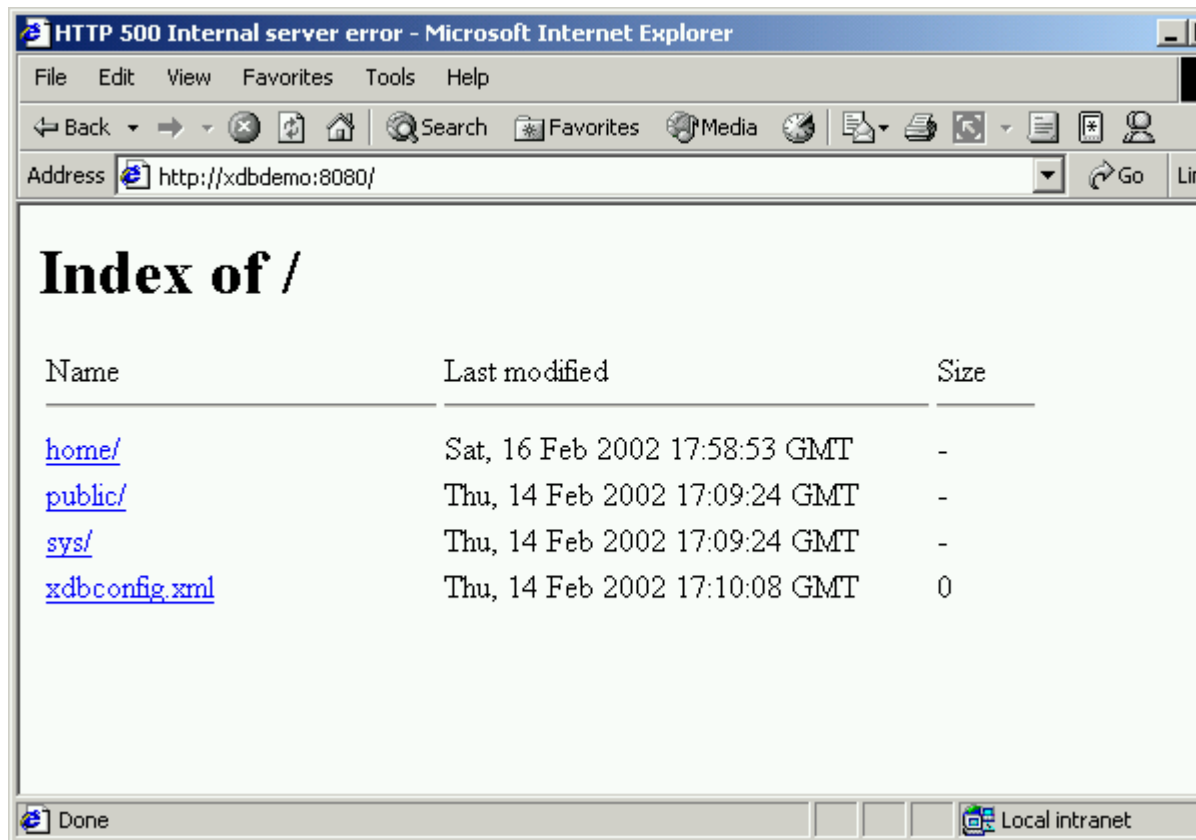 HTTP 500 Internal server error - Microsoft Internet Explorer
File Edit View Favorites Tools Help
Back Search Favorites Media
Address http://xdbdemo:8080/ Go
Index of /
Name Last modified Size
home/ Sat, 16 Feb 2002 17:58:53 GMT -
public/ Thu, 14 Feb 2002 17:09:24 GMT -
sys/ Thu, 14 Feb 2002 17:09:24 GMT -
xdbconfig.xml Thu, 14 Feb 2002 17:10:08 GMT 0
Done Local intranet